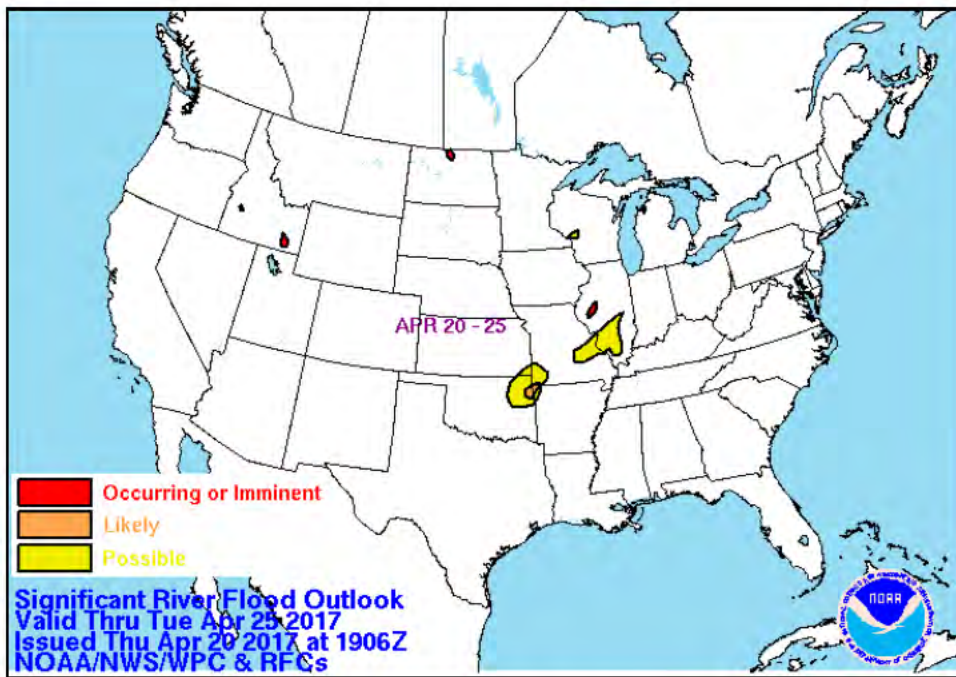 APR 20 - 25
Occurring or Imminent
Likely
Possible
Significant River Flood Outlook
Valid Thru Tue Apr 25 2017
Issued Thu Apr 20 2017 at 1906Z
NOAA/NWS/WPC & RFCs
NOAA